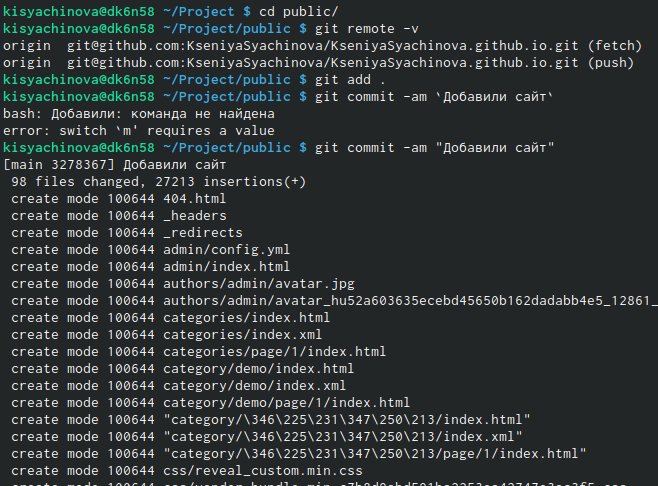 kisyachinova@dk6n58 ~/Project $ cd public/
kisyachinova@dk6n58 ~/Project/public $ git remote -v
origin  git@github.com:KseniyaSyachinova/KseniyaSyachinova.github.io.git (fetch)
origin  git@github.com:KseniyaSyachinova/KseniyaSyachinova.github.io.git (push)
kisyachinova@dk6n58 ~/Project/public $ git add .
kisyachinova@dk6n58 ~/Project/public $ git commit -am `Добавили сайт`
bash: Добавили: команда не найдена
error: switch `m' requires a value
kisyachinova@dk6n58 ~/Project/public $ git commit -am "Добавили сайт"
[main 3278367] Добавили сайт
 98 files changed, 27213 insertions(+)
 create mode 100644 404.html
 create mode 100644 _headers
 create mode 100644 _redirects
 create mode 100644 admin/config.yml
 create mode 100644 admin/index.html
 create mode 100644 authors/admin/avatar.jpg
 create mode 100644 authors/admin/avatar_hu52a603635ecebd45650b162dadabb4e5_12861_
 create mode 100644 categories/index.html
 create mode 100644 categories/index.xml
 create mode 100644 categories/page/1/index.html
 create mode 100644 category/demo/index.html
 create mode 100644 category/demo/index.xml
 create mode 100644 category/demo/page/1/index.html
 create mode 100644 "category/\346\225\231\347\250\213/index.html"
 create mode 100644 "category/\346\225\231\347\250\213/index.xml"
 create mode 100644 "category/\346\225\231\347\250\213/page/1/index.html"
 create mode 100644 css/reveal_custom.min.css
 create mode 100644